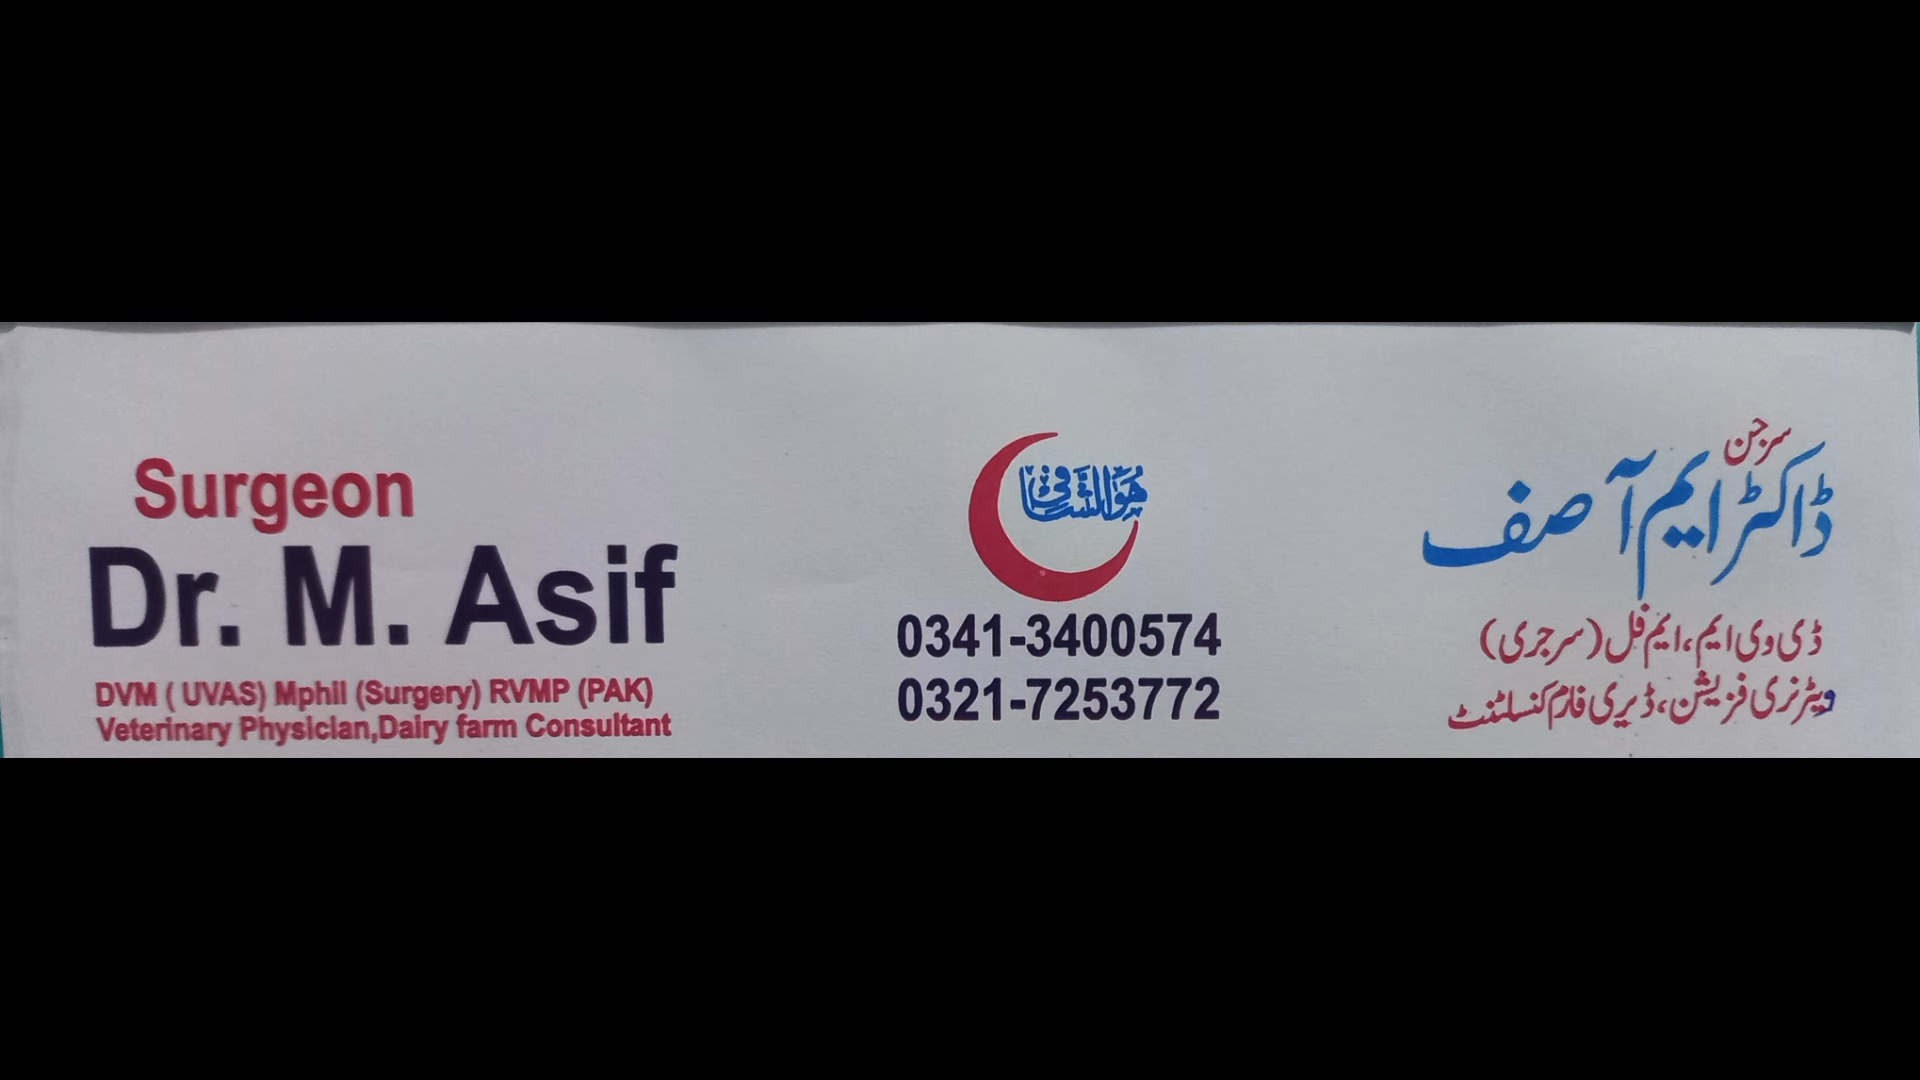 Surgeon
Dr. M. Asif
DVM ( UVAS) Mphil (Surgery) RVMP (PAK)
Veterinary Physician,Dairy farm Consultant
هو الشافی
0341-3400574
0321-7253772
سرجن
ڈاکٹر ایم آصف
ڈی وی ایم، ایم فل (سرجری)
ویٹرنری فزیشن، ڈیری فارم کنسلٹنٹ